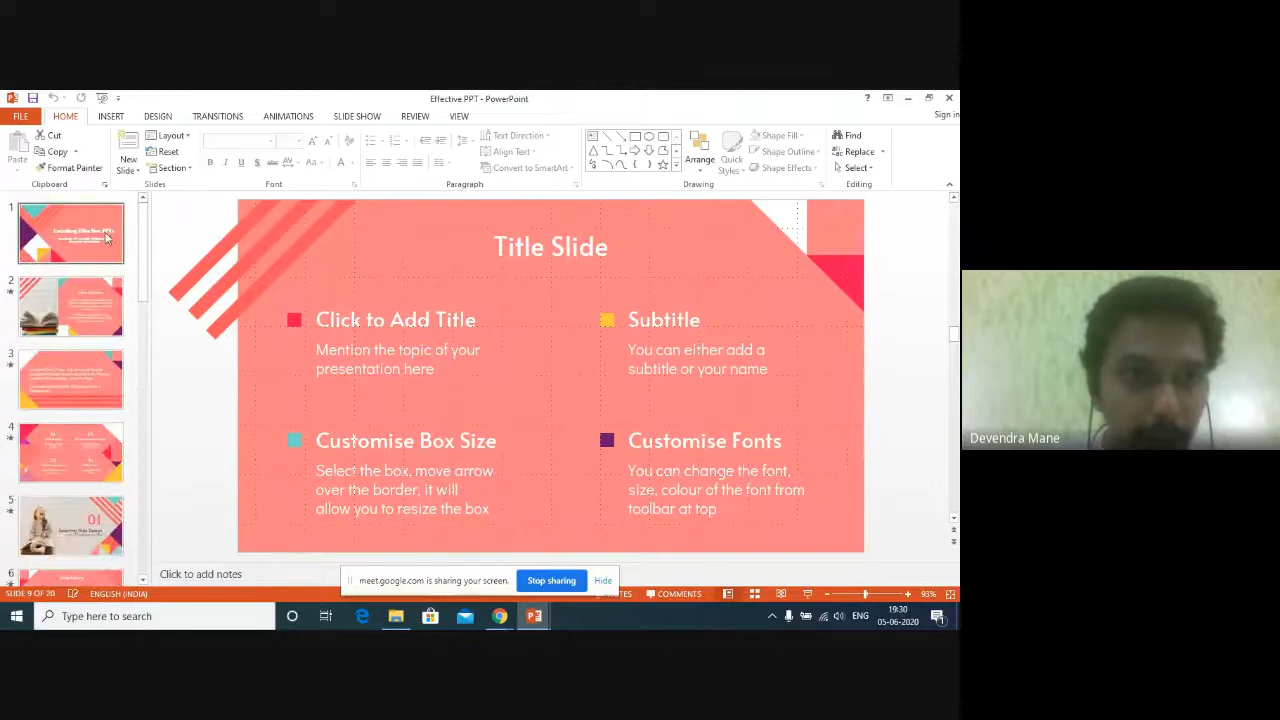 Effective PPT - PowerPoint
Sign in
FILE
HOME
INSERT
DESIGN
TRANSITIONS
ANIMATIONS
SLIDE SHOW
REVIEW
VIEW
Paste
Cut
Copy
Format Painter
Clipboard
New
Slide
Layout
Reset
Section
Slides
Font
Text Direction
Align Text
Convert to SmartArt
Paragraph
Arrange
Quick
Styles
Shape Fill
Shape Outline
Shape Effects
Drawing
Find
Replace
Select
Editing
1
2
3
4
5
01
6
Title Slide
Click to Add Title
Mention the topic of your
presentation here
Subtitle
You can either add a
subtitle or your name
Customise Box Size
Select the box, move arrow
over the border, it will
allow you to resize the box
Customise Fonts
You can change the font,
size, colour of the font from
toolbar at top
Click to add notes
meet.google.com is sharing your screen.
Stop sharing
Hide
SLIDE 9 OF 20
ENGLISH (INDIA)
COMMENTS
93%
Type here to search
ENG
19:30
05-06-2020
Devendra Mane